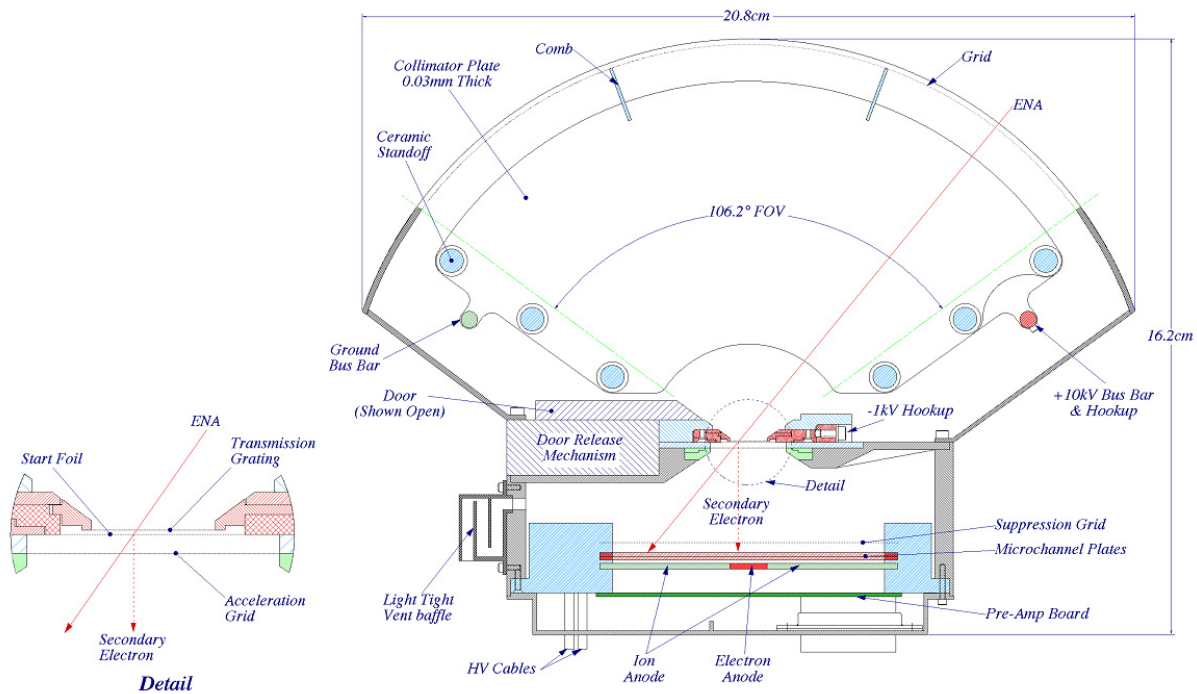 20.8cm
Comb
Grid
Collimator Plate
0.03mm Thick
ENA
Ceramic
Standoff
106.2° FOV
16.2cm
Ground
Bus Bar
+10kV Bus Bar
& Hookup
Door
(Shown Open)
-1kV Hookup
Door Release
Mechanism
ENA
Transmission
Grating
Start Foil
Detail
Secondary
Electron
Suppression Grid
Microchannel Plates
Light Tight
Vent baffle
Acceleration
Grid
Pre-Amp Board
Secondary
Electron
HV Cables
Ion
Anode
Electron
Anode
Detail